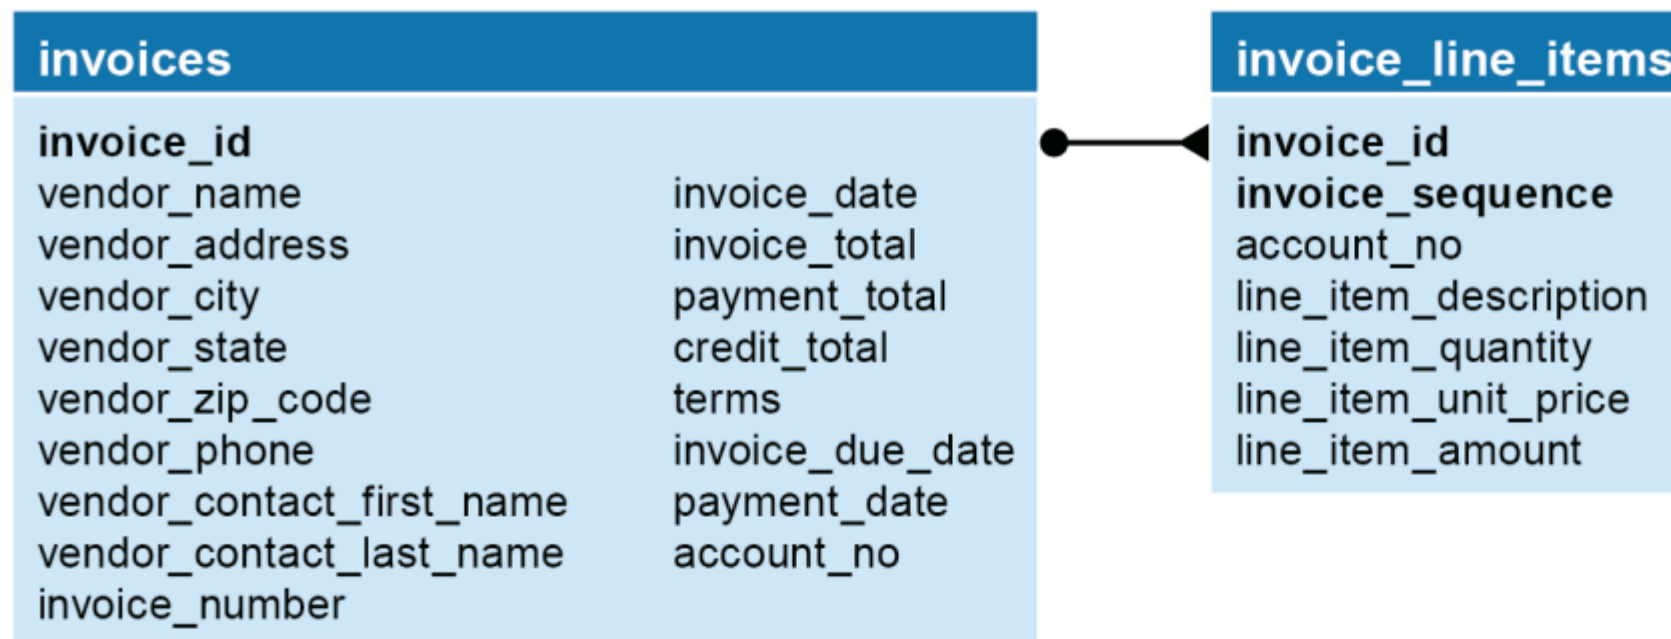 invoices
invoice_id
vendor_name
vendor_address
vendor_city
vendor_state
vendor_zip_code
vendor_phone
vendor_contact_first_name
vendor_contact_last_name
invoice_number
invoice_date
invoice_total
payment_total
credit_total
terms
invoice_due_date
payment_date
account_no
invoice_line_items
invoice_id
invoice_sequence
account_no
line_item_description
line_item_quantity
line_item_unit_price
line_item_amount